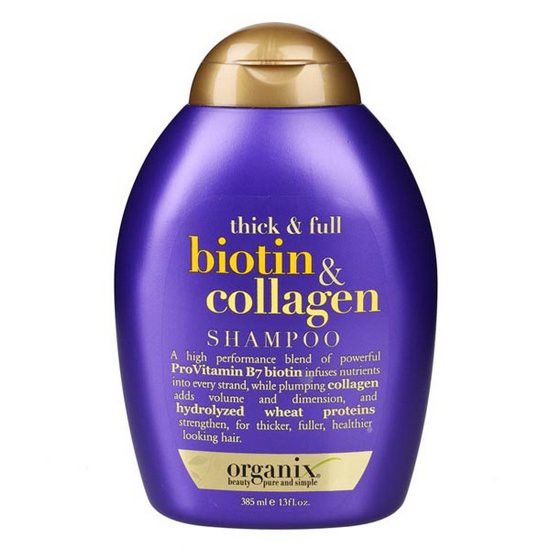 thick & full
biotin &
collagen
SHAMPOO
A high performance blend of powerful
ProVitamin B7 biotin infuses nutrients
into every strand, while plumping collagen
adds volume and dimension, and
hydrolyzed wheat proteins
strengthen, for thicker, fuller, healthier
looking hair.
organix®
beauty pure and simple
385 ml e 13fl.oz.